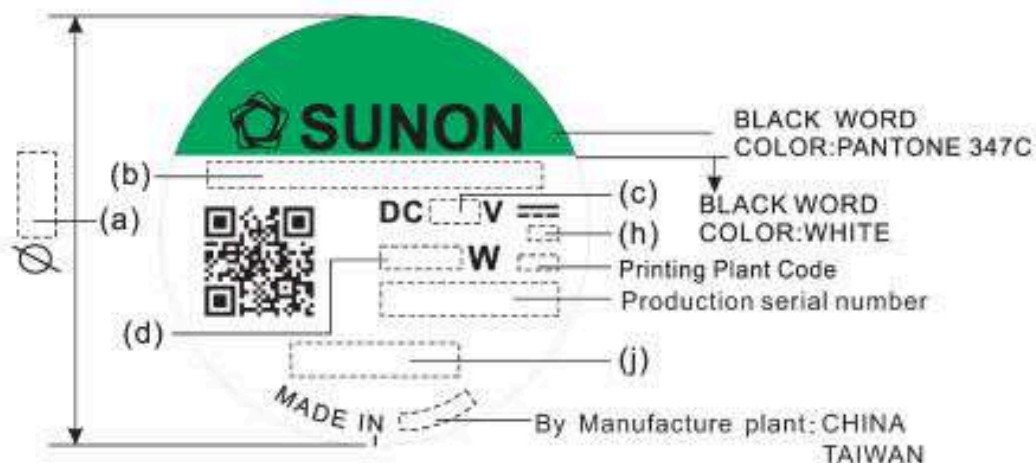 SUNON
BLACK WORD
COLOR:PANTONE 347C
(b)
(a)
Ø
DC V
(c)
BLACK WORD
COLOR:WHITE
(h)
W
Printing Plant Code
Production serial number
(d)
(j)
MADE IN
By Manufacture plant: CHINA
TAIWAN